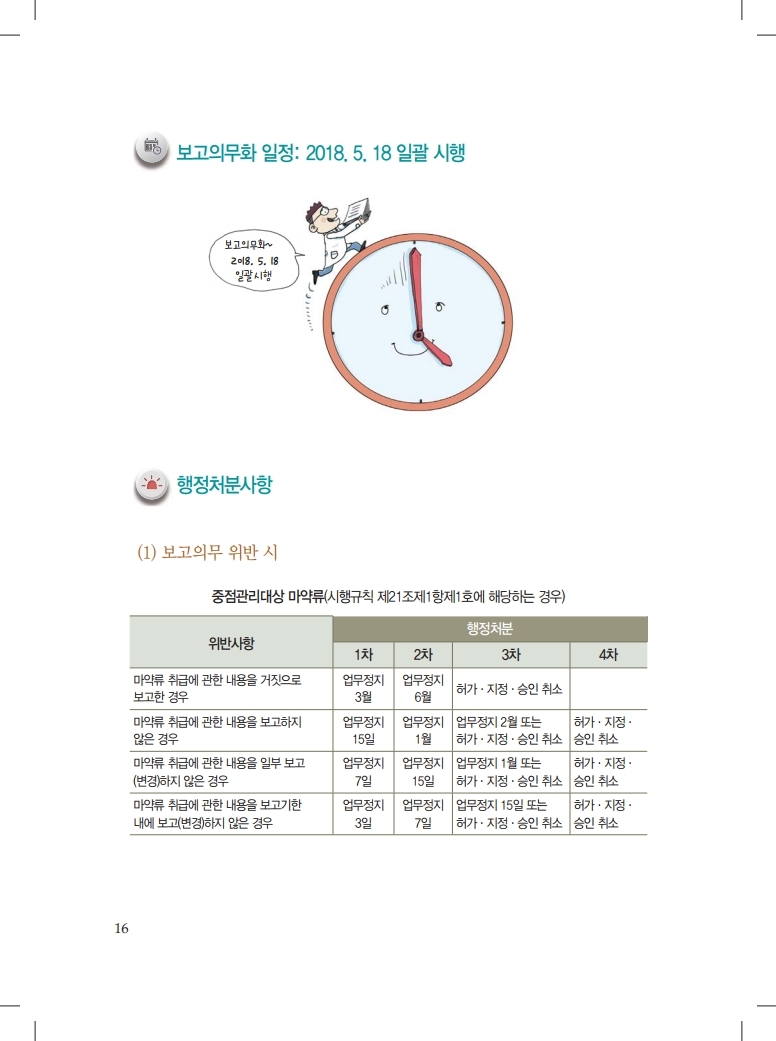 보고의무화 일정: 2018. 5. 18 일괄 시행
보고의무화~
2018. 5. 18
일괄시행
행정처분사항
(1) 보고의무 위반 시
중점관리대상 마약류(시행규칙 제21조제1항제1호에 해당하는 경우)
위반사항
행정처분
1차 2차 3차 4차
마약류 취급에 관한 내용을 거짓으로
보고한 경우
업무정지
3월
업무정지
6월
허가·지정·승인 취소
마약류 취급에 관한 내용을 보고하지
않은 경우
업무정지
15일
업무정지
1월
업무정지 2월 또는
허가·지정·승인 취소
허가·지정·
승인 취소
마약류 취급에 관한 내용을 일부 보고
(변경)하지 않은 경우
업무정지
7일
업무정지
15일
업무정지 1월 또는
허가·지정·승인 취소
허가·지정·
승인 취소
마약류 취급에 관한 내용을 보고기한
내에 보고(변경)하지 않은 경우
업무정지
3일
업무정지
7일
업무정지 15일 또는
허가·지정·승인 취소
허가·지정·
승인 취소
16